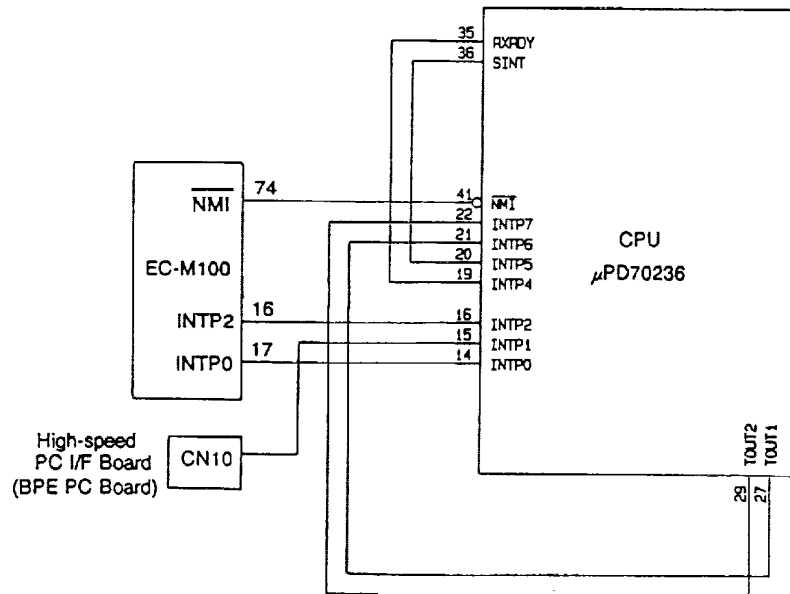 35
RXRDY
36
SINT
74
NMI
EC-M100
16
INTP2
17
INTP0
41
NMI
22
INTP7
21
INTP6
20
INTP5
19
INTP4
16
INTP2
15
INTP1
14
INTP0
CPU
μPD70236
High-speed
PC I/F Board
(BPE PC Board)
CN10
TOUT2
TOUT1
29
27